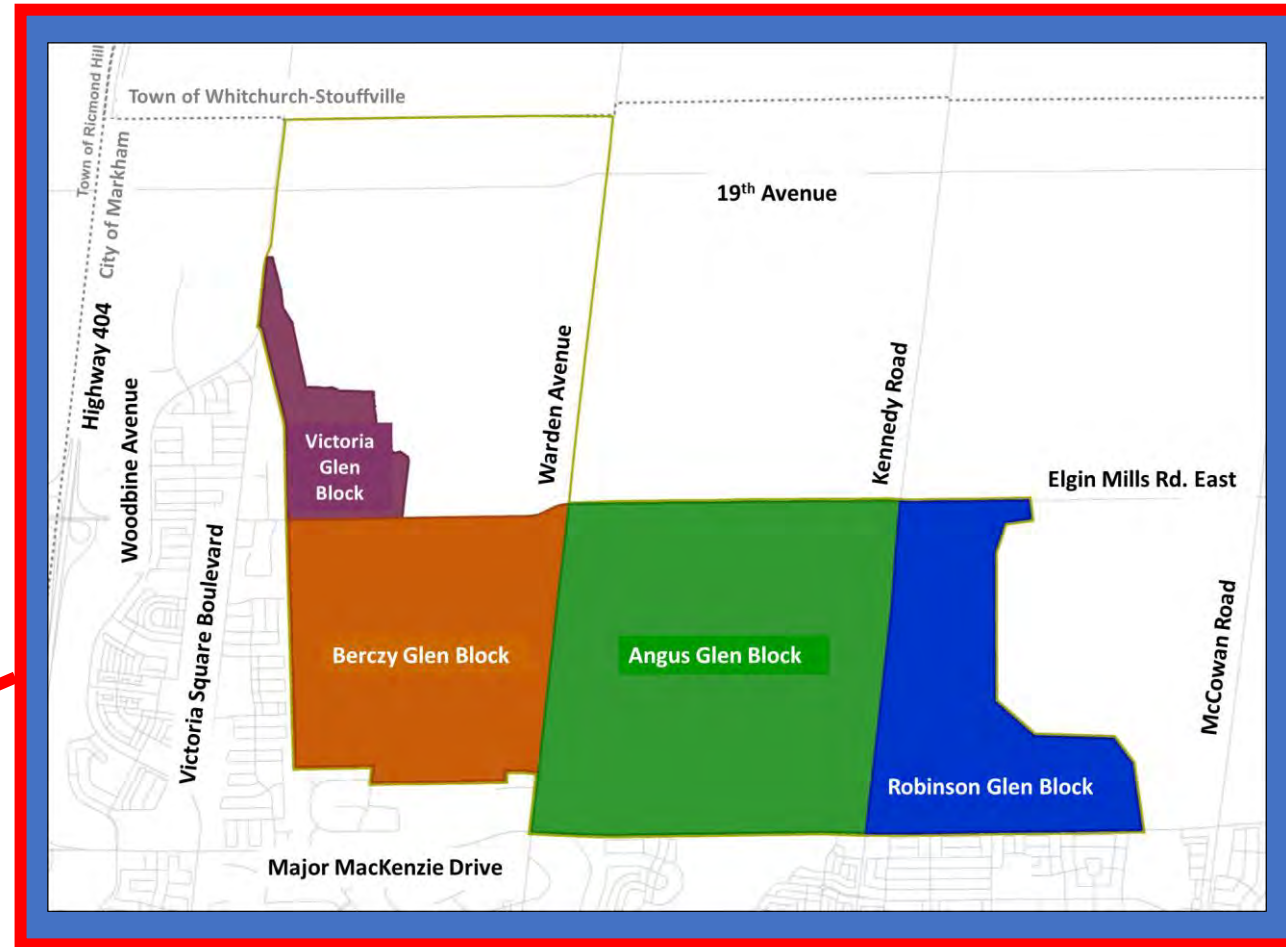 Town of Ricmond Hill
City of Markham
Town of Whitchurch-Stouffville
19th Avenue
Highway 404
Woodbine Avenue
Victoria Square Boulevard
Warden Avenue
Kennedy Road
McCowan Road
Elgin Mills Rd. East
Victoria
Glen
Block
Berczy Glen Block
Angus Glen Block
Robinson Glen Block
Major MacKenzie Drive